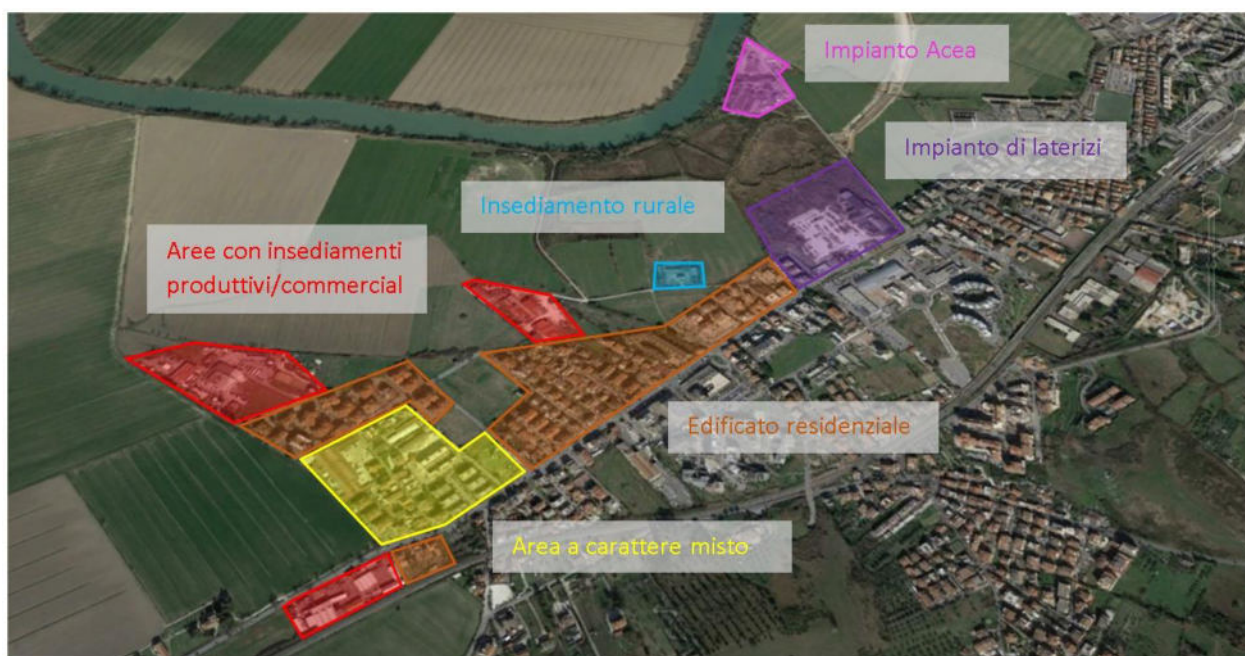 Impianto Acea
Impianto di laterizi
Insediamento rurale
Aree con insediamenti
produttivi/commercial
Edificato residenziale
Area a carattere misto